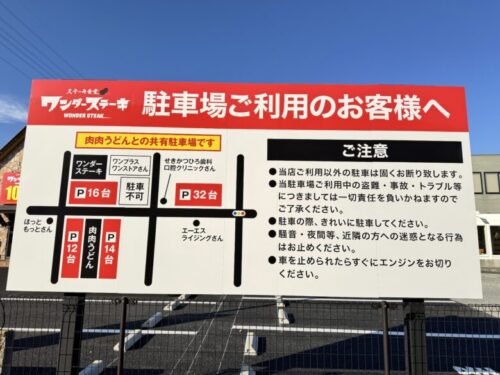 ステーキ食堂
ワンダーステーキ
WONDER STEAK
駐車場ご利用のお客様へ
肉肉うどんとの共有駐車場です
ワンダー
ステーキ
ワンプラス
ワンストアさん
せきかつひろ歯科
口腔クリニックさん
P16台
駐車
不可
P32台
ほっと
もっとさん
P
12
台
肉肉うどん
P
14
台
エーエス
ライジングさん
ご注意
●当店ご利用以外の駐車は固くお断り致します。
●当駐車場ご利用中の盗難・事故・トラブル等
につきましては一切責任を負いかねますので
ご了承ください。
●駐車の際、きれいに駐車してください。
●騒音・夜間等、近隣の方への迷惑となる行為
はお止めください。
●車を止められたらすぐにエンジンをお切り
ください。